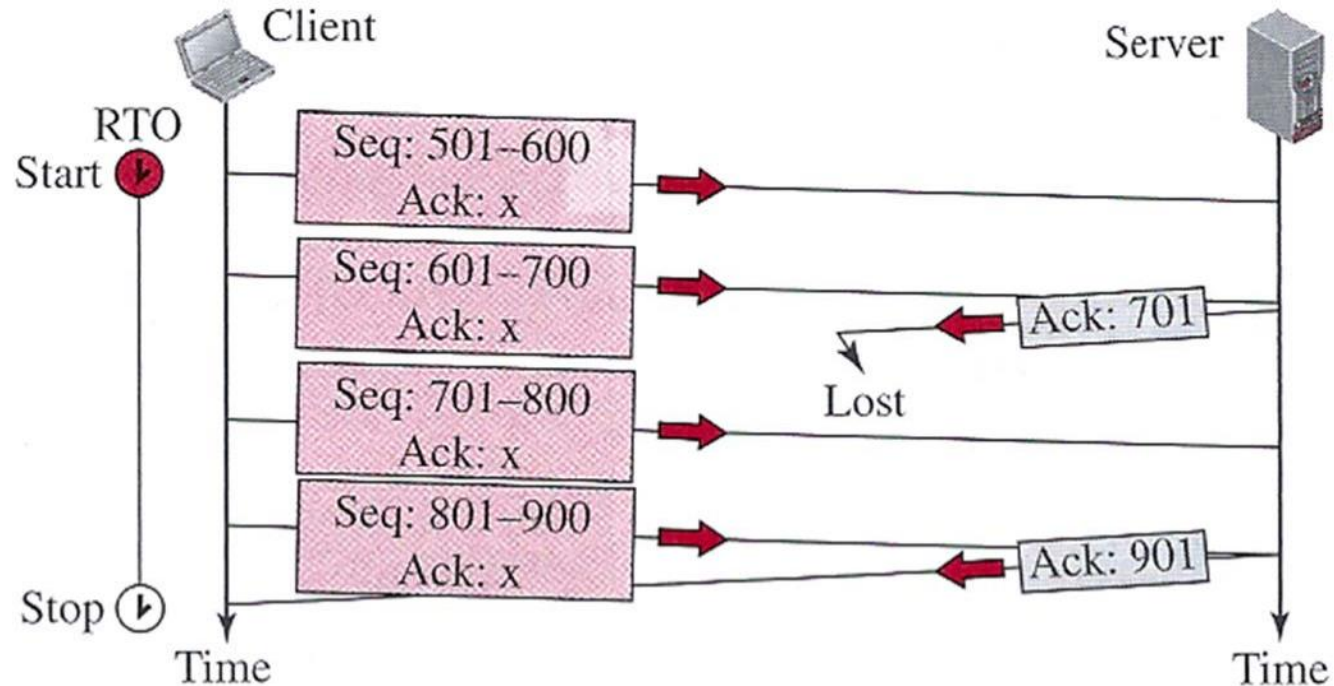 Client
Server
RTO
Start
Seq: 501–600
Ack: x
Seq: 601–700
Ack: x
Ack: 701
Lost
Seq: 701–800
Ack: x
Seq: 801–900
Ack: x
Ack: 901
Stop
Time
Time